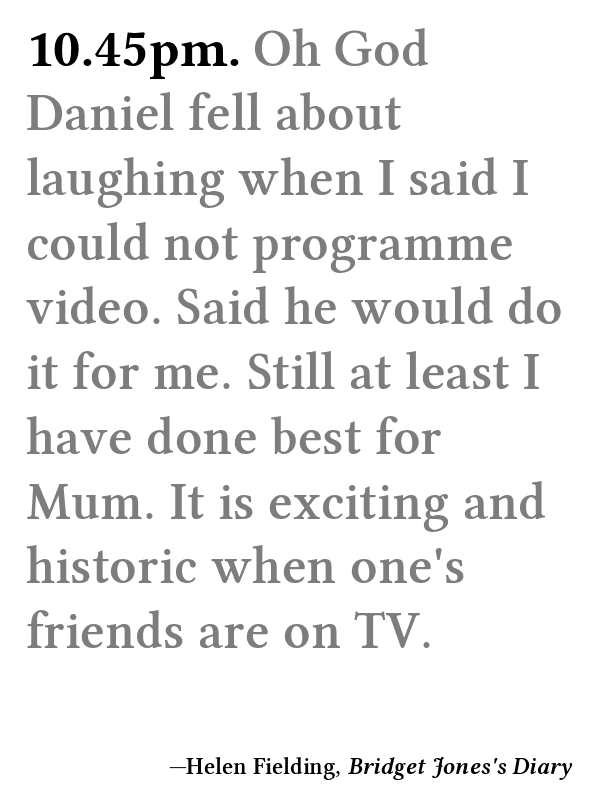 10.45pm. Oh God
Daniel fell about
laughing when I said I
could not programme
video. Said he would do
it for me. Still at least I
have done best for
Mum. It is exciting and
historic when one's
friends are on TV.
—Helen Fielding, Bridget Jones's Diary